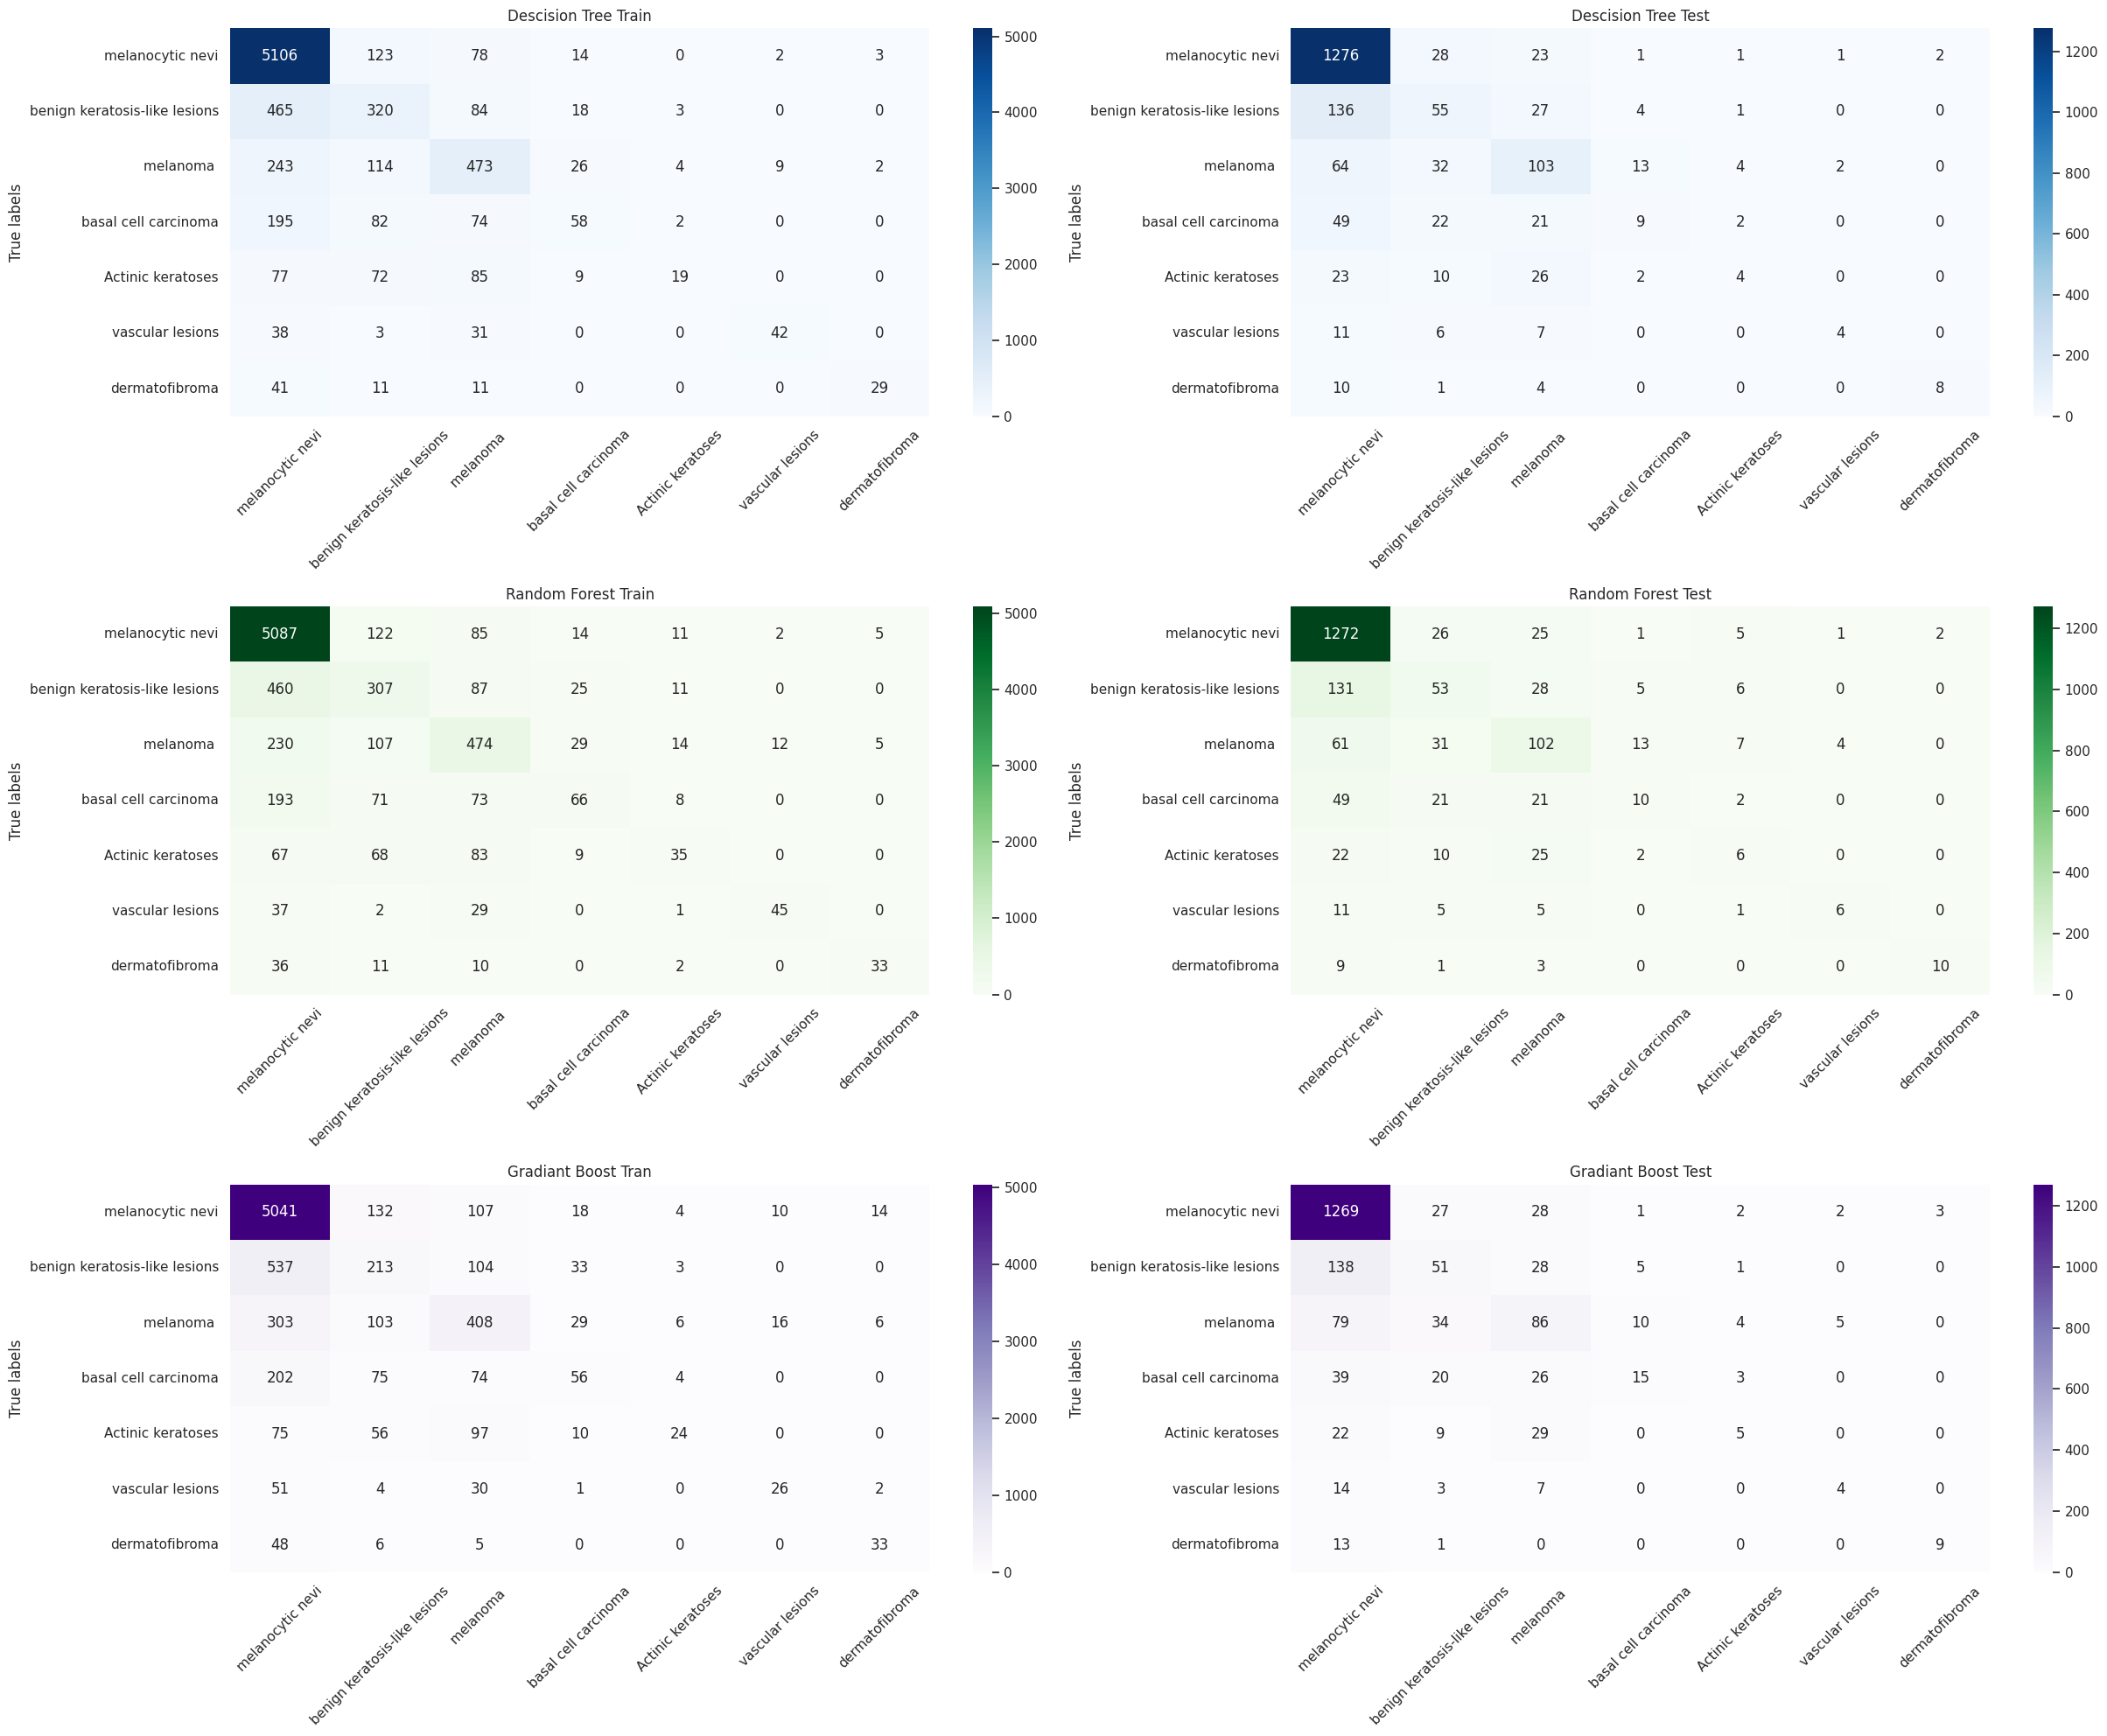 Descision Tree Train
melanocytic nevi 5106 123 78 14 0 2 3
benign keratosis-like lesions 465 320 84 18 3 0 0
melanoma 243 114 473 26 4 9 2
basal cell carcinoma 195 82 74 58 2 0 0
Actinic keratoses 77 72 85 9 19 0 0
vascular lesions 38 3 31 0 0 42 0
dermatofibroma 41 11 11 0 0 0 29
True labels
melanocytic nevi
benign keratosis-like lesions
melanoma
basal cell carcinoma
Actinic keratoses
vascular lesions
dermatofibroma
5000
4000
3000
2000
1000
0
Descision Tree Test
melanocytic nevi 1276 28 23 1 1 1 2
benign keratosis-like lesions 136 55 27 4 1 0 0
melanoma 64 32 103 13 4 2 0
basal cell carcinoma 49 22 21 9 2 0 0
Actinic keratoses 23 10 26 2 4 0 0
vascular lesions 11 6 7 0 0 4 0
dermatofibroma 10 1 4 0 0 0 8
True labels
melanocytic nevi
benign keratosis-like lesions
melanoma
basal cell carcinoma
Actinic keratoses
vascular lesions
dermatofibroma
1200
1000
800
600
400
200
0
Random Forest Train
melanocytic nevi 5087 122 85 14 11 2 5
benign keratosis-like lesions 460 307 87 25 11 0 0
melanoma 230 107 474 29 14 12 5
basal cell carcinoma 193 71 73 66 8 0 0
Actinic keratoses 67 68 83 9 35 0 0
vascular lesions 37 2 29 0 1 45 0
dermatofibroma 36 11 10 0 2 0 33
True labels
melanocytic nevi
benign keratosis-like lesions
melanoma
basal cell carcinoma
Actinic keratoses
vascular lesions
dermatofibroma
5000
4000
3000
2000
1000
0
Random Forest Test
melanocytic nevi 1272 26 25 1 5 1 2
benign keratosis-like lesions 131 53 28 5 6 0 0
melanoma 61 31 102 13 7 4 0
basal cell carcinoma 49 21 21 10 2 0 0
Actinic keratoses 22 10 25 2 6 0 0
vascular lesions 11 5 5 0 1 6 0
dermatofibroma 9 1 3 0 0 0 10
True labels
melanocytic nevi
benign keratosis-like lesions
melanoma
basal cell carcinoma
Actinic keratoses
vascular lesions
dermatofibroma
1200
1000
800
600
400
200
0
Gradiant Boost Tran
melanocytic nevi 5041 132 107 18 4 10 14
benign keratosis-like lesions 537 213 104 33 3 0 0
melanoma 303 103 408 29 6 16 6
basal cell carcinoma 202 75 74 56 4 0 0
Actinic keratoses 75 56 97 10 24 0 0
vascular lesions 51 4 30 1 0 26 2
dermatofibroma 48 6 5 0 0 0 33
True labels
melanocytic nevi
benign keratosis-like lesions
melanoma
basal cell carcinoma
Actinic keratoses
vascular lesions
dermatofibroma
5000
4000
3000
2000
1000
0
Gradiant Boost Test
melanocytic nevi 1269 27 28 1 2 2 3
benign keratosis-like lesions 138 51 28 5 1 0 0
melanoma 79 34 86 10 4 5 0
basal cell carcinoma 39 20 26 15 3 0 0
Actinic keratoses 22 9 29 0 5 0 0
vascular lesions 14 3 7 0 0 4 0
dermatofibroma 13 1 0 0 0 0 9
True labels
melanocytic nevi
benign keratosis-like lesions
melanoma
basal cell carcinoma
Actinic keratoses
vascular lesions
dermatofibroma
1200
1000
800
600
400
200
0